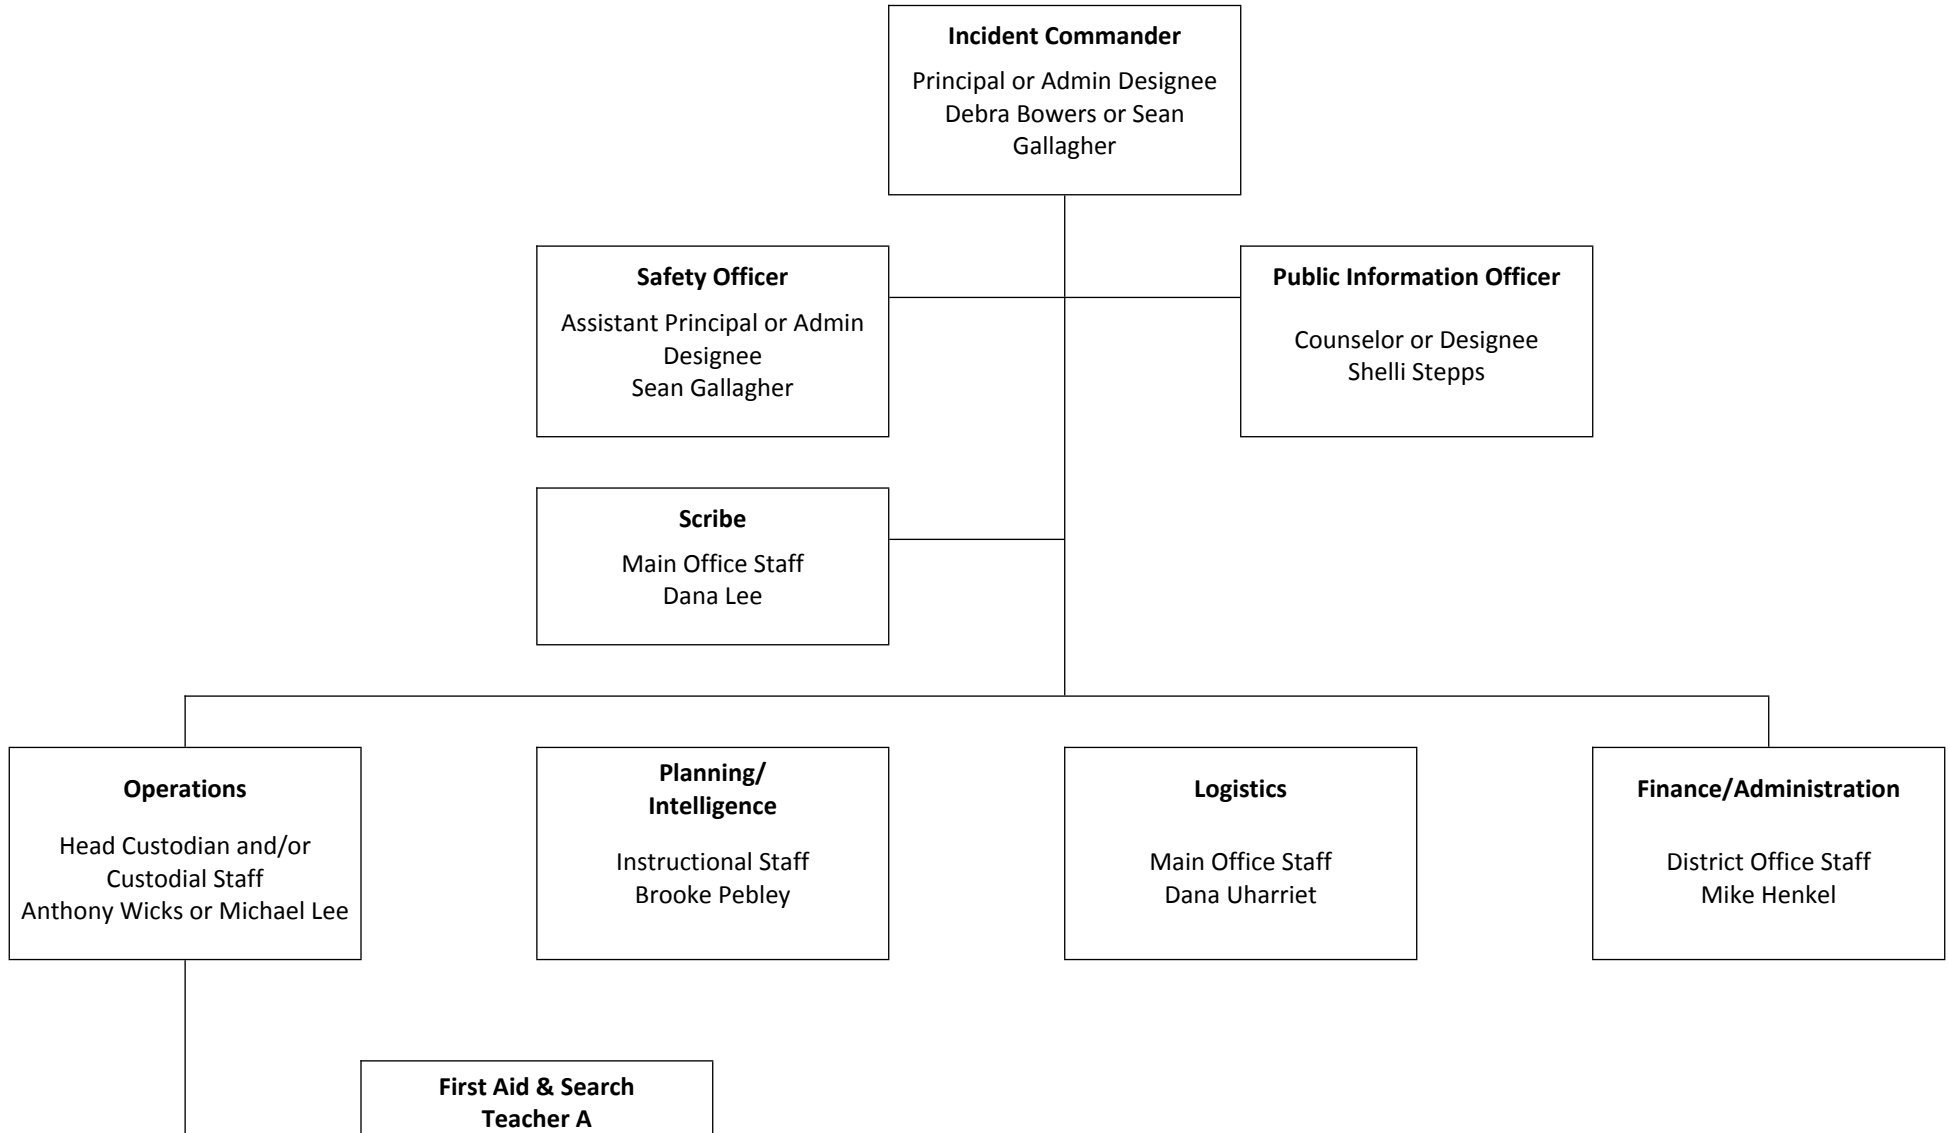 Incident Commander
Principal or Admin Designee
Debra Bowers or Sean
Gallagher
Safety Officer
Assistant Principal or Admin
Designee
Sean Gallagher
Public Information Officer
Counselor or Designee
Shelli Stepps
Scribe
Main Office Staff
Dana Lee
Operations
Head Custodian and/or
Custodial Staff
Anthony Wicks or Michael Lee
Planning/
Intelligence
Instructional Staff
Brooke Pebley
Logistics
Main Office Staff
Dana Uharriet
Finance/Administration
District Office Staff
Mike Henkel
First Aid & Search
Teacher A